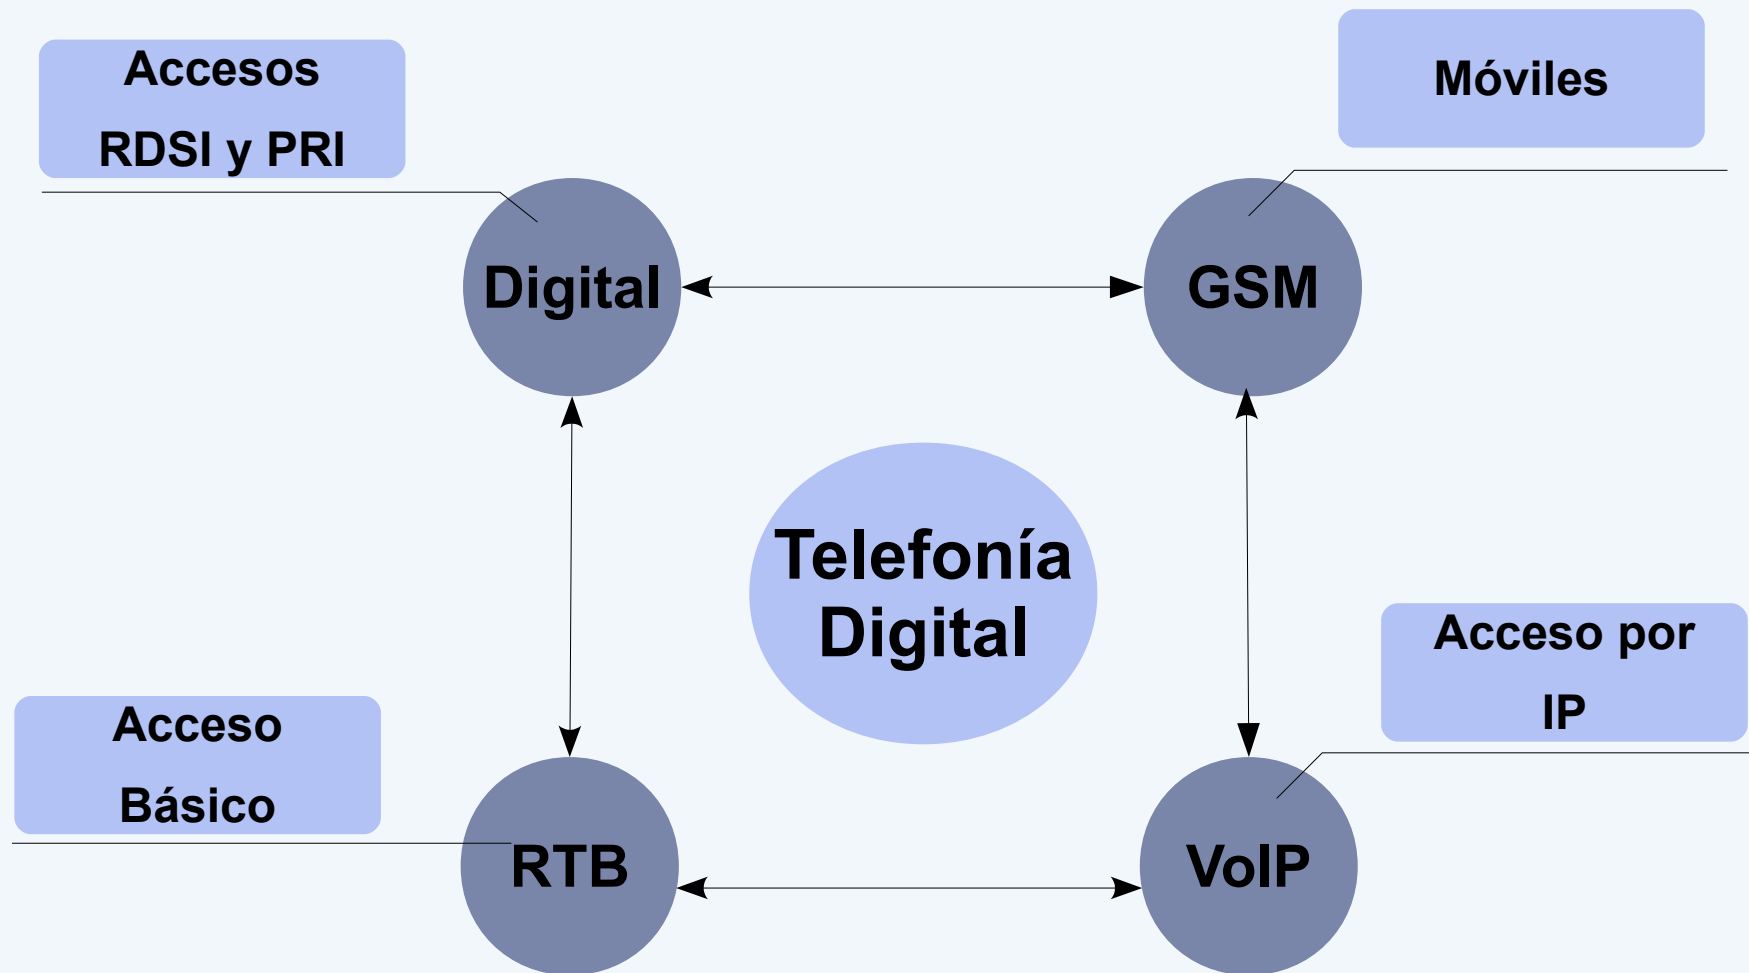 Accesos
RDSI y PRI
Móviles
Digital
GSM
Telefonía
Digital
Acceso por
IP
Acceso
Básico
RTB
VoIP